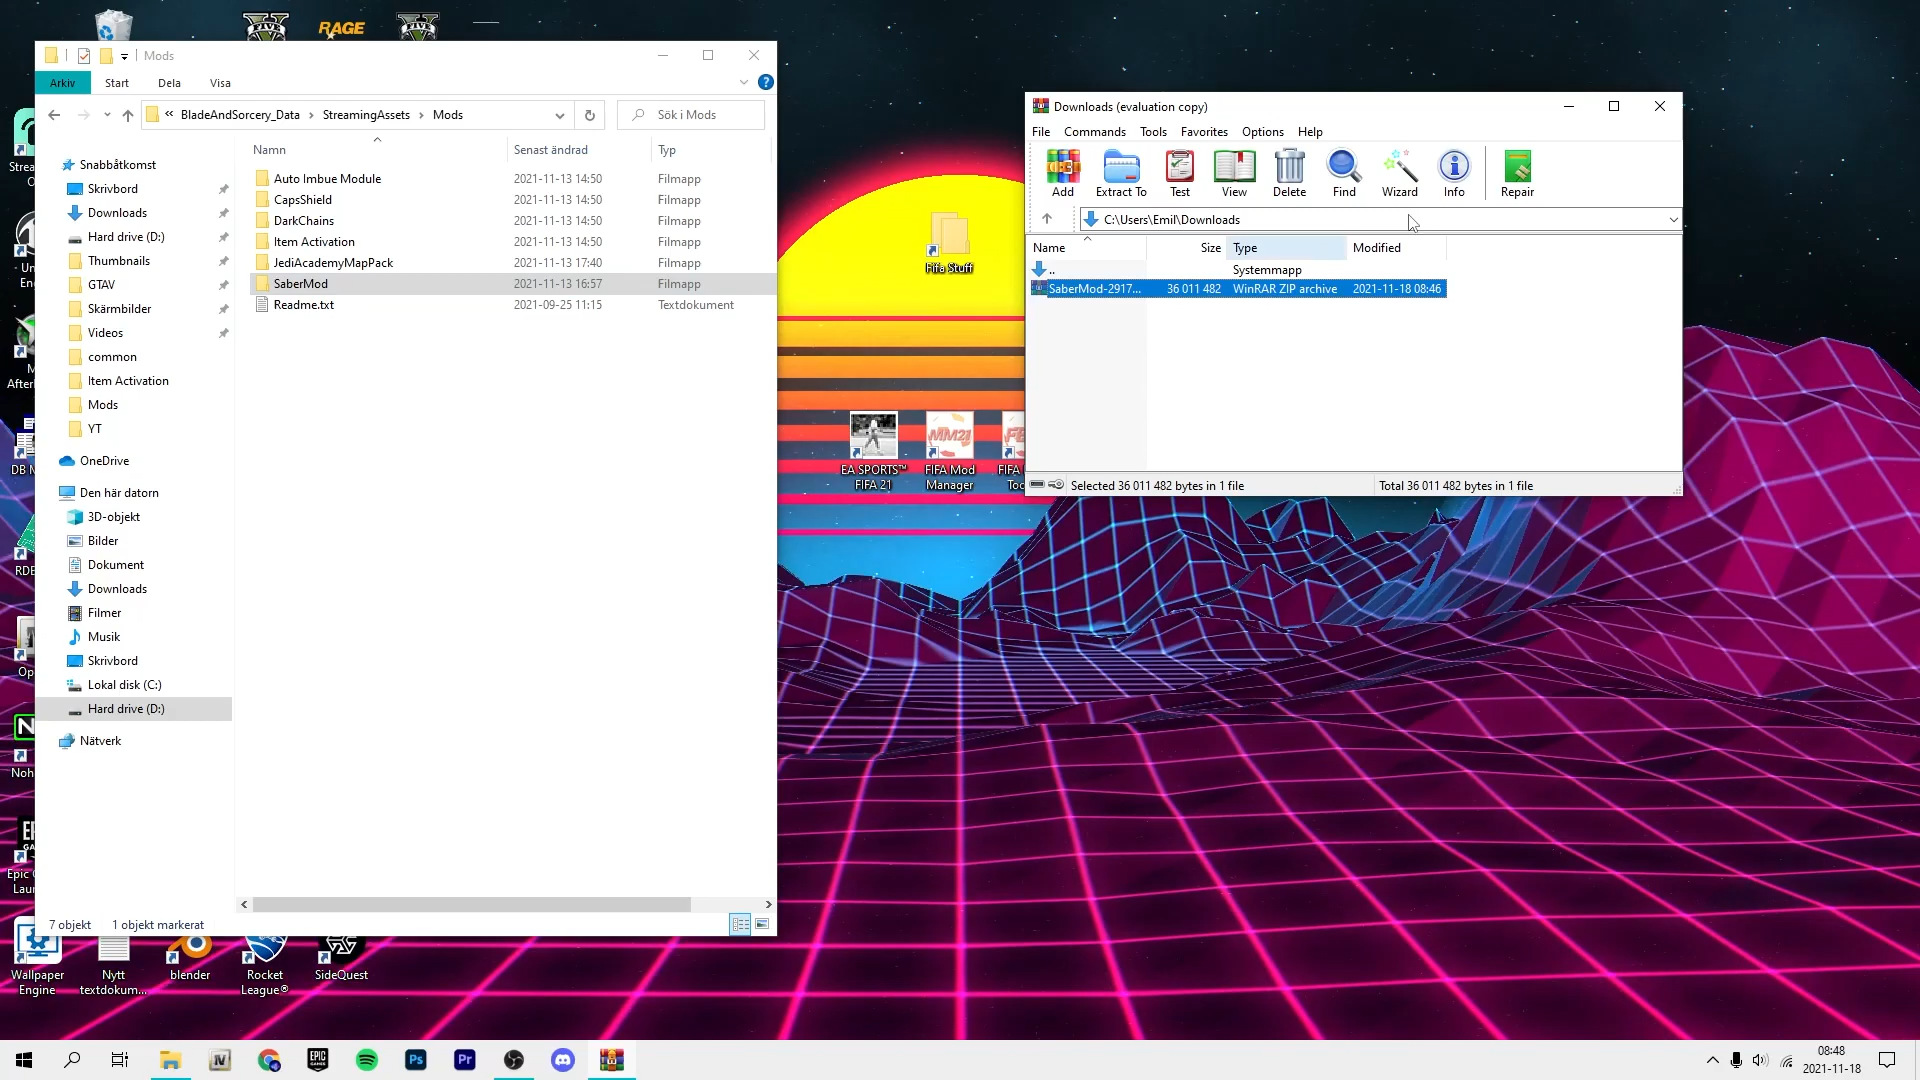 FIVE
RAGE
FIVE
Mods
Arkiv
Start
Dela
Visa
« BladeAndSorcery_Data › StreamingAssets › Mods
Sök i Mods
Namn
Senast ändrad
Typ
Auto Imbue Module 2021-11-13 14:50 Filmapp
CapsShield 2021-11-13 14:50 Filmapp
DarkChains 2021-11-13 14:50 Filmapp
Item Activation 2021-11-13 14:50 Filmapp
JediAcademyMapPack 2021-11-13 17:40 Filmapp
SaberMod 2021-11-13 16:57 Filmapp
Readme.txt 2021-09-25 11:15 Textdokument
Snabbåtkomst
Skrivbord
Downloads
Hard drive (D:)
Thumbnails
GTAV
Skärmbilder
Videos
common
Item Activation
Mods
YT
OneDrive
Den här datorn
3D-objekt
Bilder
Dokument
Downloads
Filmer
Musik
Skrivbord
Lokal disk (C:)
Hard drive (D:)
Nätverk
7 objekt
1 objekt markerat
Downloads (evaluation copy)
File Commands Tools Favorites Options Help
Add Extract To Test View Delete Find Wizard Info Repair
C:\Users\Emil\Downloads
Name Size Type Modified
.. Systemmapp
SaberMod-2917... 36 011 482 WinRAR ZIP archive 2021-11-18 08:46
Selected 36 011 482 bytes in 1 file
Total 36 011 482 bytes in 1 file
Fifa Stuff
MM21
EA SPORTS™
FIFA 21
FIFA Mod
Manager
FIFA
Wallpaper
Engine
Nytt
textdokum...
blender
Rocket
League®
SideQuest
EPIC
GAMES
Ps
Pr
08:48
2021-11-18